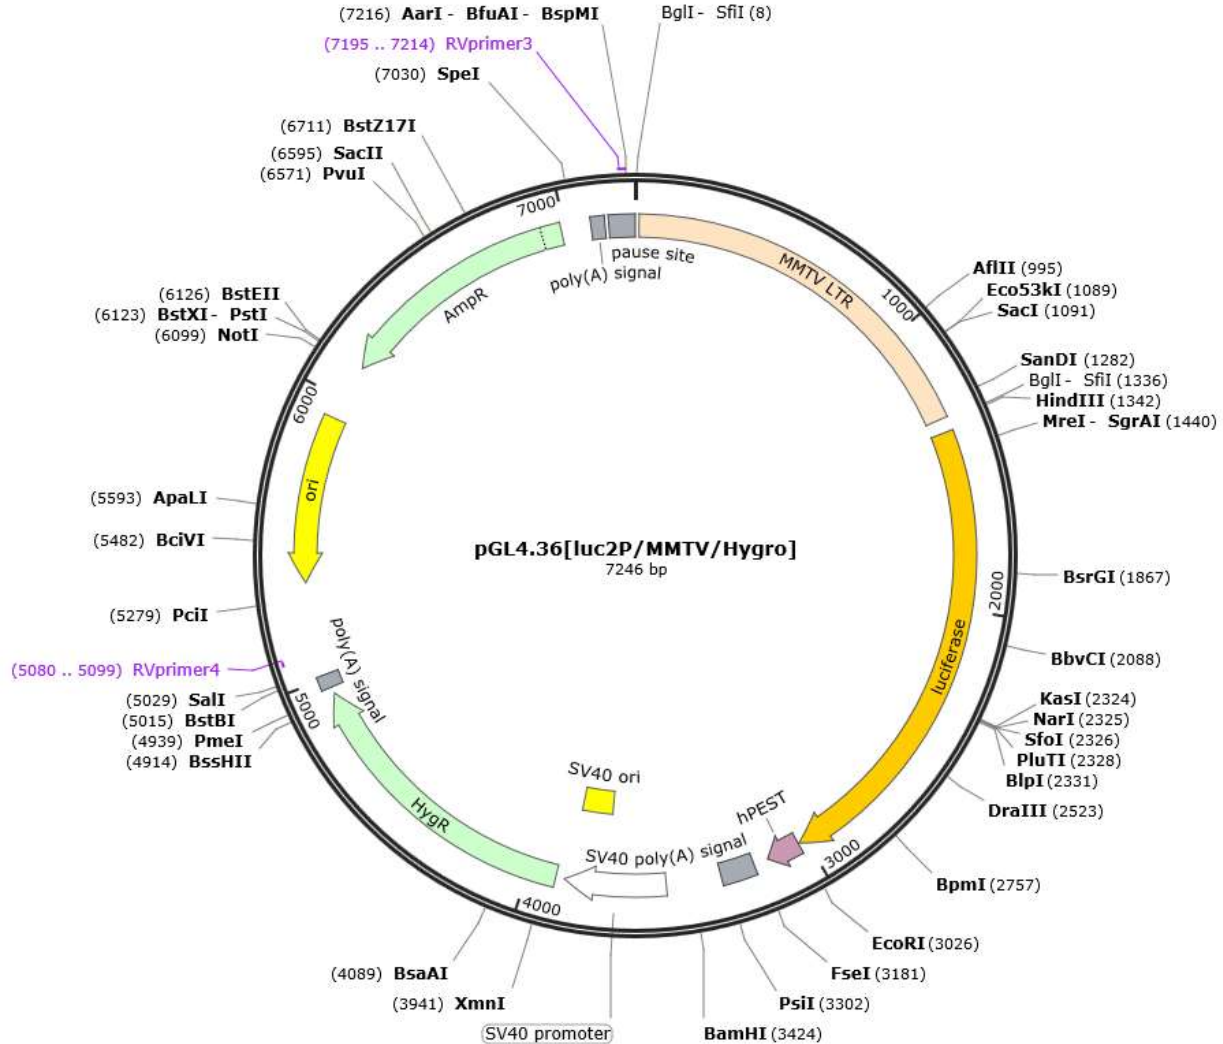 (7216) AarI - BfuAI - BspMI
BglI - SfiI (8)
(7195 .. 7214) RVprimer3
(7030) SpeI
(6711) BstZ17I
(6595) SacII
(6571) PvuI
7000
pause site
poly(A) signal
MMTV LTR
AmpR
1000
AflII (995)
Eco53kI (1089)
SacI (1091)
(6126) BstEII
(6123) BstXI - PstI
(6099) NotI
SanDI (1282)
BglI - SfiI (1336)
HindIII (1342)
MreI - SgrAI (1440)
6000
ori
(5593) ApaLI
(5482) BciVI
pGL4.36[luc2P/MMTV/Hygro]
7246 bp
BsrGI (1867)
2000
(5279) PciI
luciferase
BbvCI (2088)
(5080 .. 5099) RVprimer4
poly(A) signal
(5029) SalI
(5015) BstBI
(4939) PmeI
(4914) BssHII
5000
KasI (2324)
NarI (2325)
SfoI (2326)
PluTI (2328)
BlpI (2331)
DraIII (2523)
SV40 ori
hPEST
HygR
SV40 poly(A) signal
3000
BpmI (2757)
4000
EcoRI (3026)
(4089) BsaAI
FseI (3181)
(3941) XmnI
PsiI (3302)
SV40 promoter
BamHI (3424)